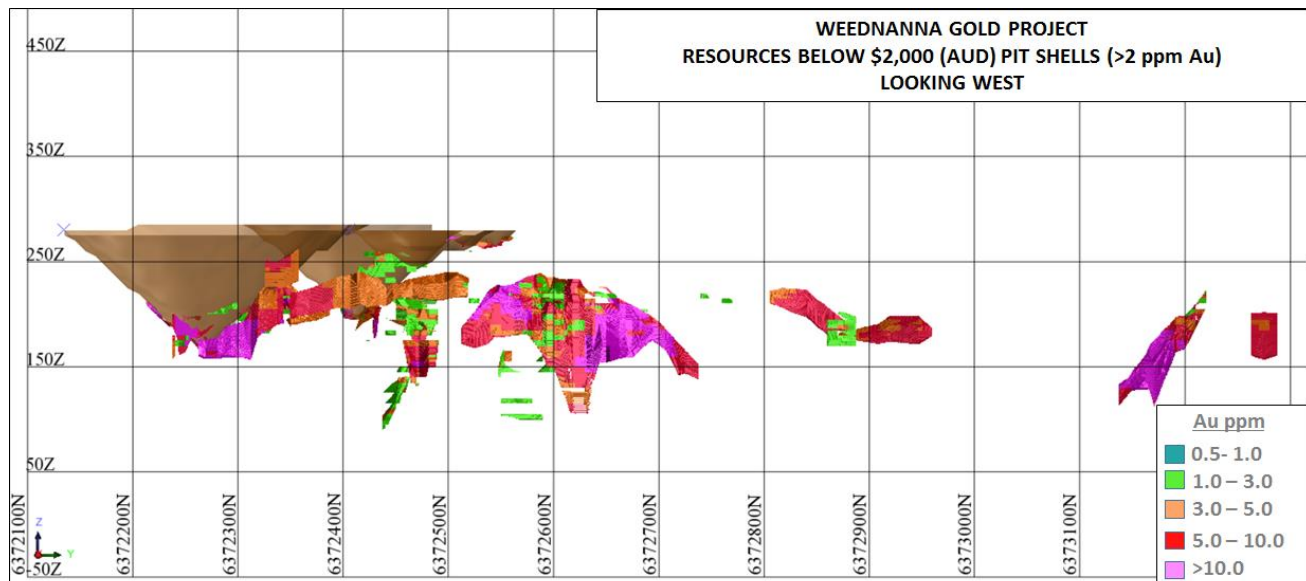 WEEDNANNA GOLD PROJECT
RESOURCES BELOW $2,000 (AUD) PIT SHELLS (>2 ppm Au)
LOOKING WEST
450Z
350Z
250Z
150Z
50Z
-50Z
6372100N
6372200N
6372300N
6372400N
6372500N
6372600N
6372700N
6372800N
6372900N
6373000N
6373100N
Z
Y
Au ppm
0.5- 1.0
1.0 – 3.0
3.0 – 5.0
5.0 – 10.0
>10.0